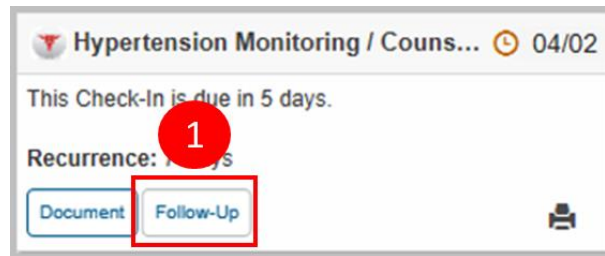 Hypertension Monitoring / Couns... 04/02
This Check-In is due in 5 days.
1
Recurrence:
Document Follow-Up